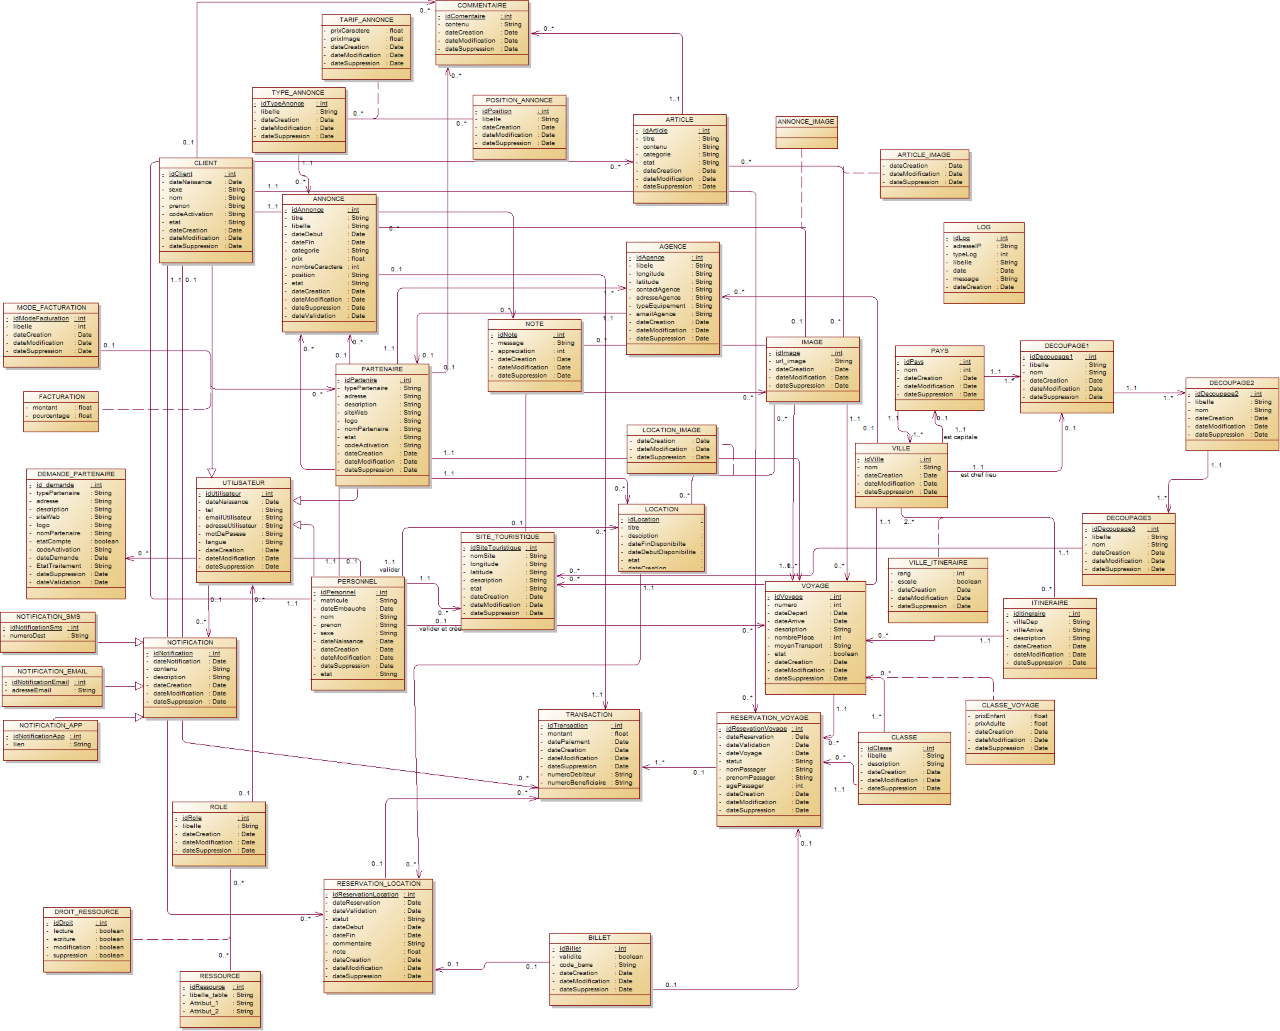 COMMENTAIRE
- idComentaire : int
- contenu : String
- dateCreation : Date
- dateModification : Date
- dateSuppression : Date
TARIF_ANNONCE
- prixCaractere : float
- prixImage : float
- dateCreation : Date
- dateModification : Date
- dateSuppression : Date
TYPE_ANNONCE
- idTypeAnonce : int
- libelle : String
- dateCreation : Date
- dateModification : Date
- dateSuppression : Date
POSITION_ANNONCE
- idPosition : int
- libelle : String
- dateCreation : Date
- dateModification : Date
- dateSuppression : Date
ARTICLE
- idArticle : int
- titre : String
- contenu : String
- categorie : String
- etat : String
- dateCreation : Date
- dateModification : Date
- dateSuppression : Date
ANNONCE_IMAGE
ARTICLE_IMAGE
- dateCreation : Date
- dateModification : Date
- dateSuppression : Date
CLIENT
- idClient : int
- dateNaissance : Date
- sexe : String
- nom : String
- prenon : String
- codeActivation : String
- etat : String
- dateCreation : Date
- dateModification : Date
- dateSuppression : Date
ANNONCE
- idAnnonce : int
- titre : String
- libelle : String
- dateDebut : Date
- dateFin : Date
- categorie : String
- prix : float
- nombreCaractere : int
- position : String
- etat : String
- dateCreation : Date
- dateModification : Date
- dateSuppression : Date
- dateValidation : Date
AGENCE
- idAgence : int
- libele : String
- longitude : String
- latitude : String
- contactAgence : String
- adresseAgence : String
- typeEquipement : String
- emailAgence : String
- dateCreation : Date
- dateModification : Date
- dateSuppression : Date
LOG
- idLog : int
- adresseIP : String
- typeLog : int
- libelle : String
- date : Date
- message : String
- dateCreation : Date
MODE_FACTURATION
- idModeFacturation : int
- libelle : int
- dateCreation : Date
- dateModification : Date
- dateSuppression : Date
NOTE
- idNote : int
- message : String
- appreciation : int
- dateCreation : Date
- dateModification : Date
- dateSuppression : Date
IMAGE
- idImage : int
- url_image : String
- dateCreation : Date
- dateModification : Date
- dateSuppression : Date
PAYS
- idPays : int
- nom : int
- dateCreation : Date
- dateModification : Date
- dateSuppression : Date
DECOUPAGE1
- idDecoupage1 : int
- libelle : String
- nom : String
- dateCreation : Date
- dateModification : Date
- dateSuppression : Date
DECOUPAGE2
- idDecoupage2 : int
- libelle : String
- nom : String
- dateCreation : Date
- dateModification : Date
- dateSuppression : Date
FACTURATION
- montant : float
- pourcentage : float
PARTENAIRE
- idPartenire : int
- typePartenaire : String
- adresse : String
- description : String
- siteWeb : String
- logo : String
- nomPartenaire : String
- etat : String
- codeActivation : String
- dateCreation : Date
- dateModification : Date
- dateSuppression : Date
LOCATION_IMAGE
- dateCreation : Date
- dateModification : Date
- dateSuppression : Date
VILLE
- idVille : int
- nom : String
- dateCreation : Date
- dateModification : Date
- dateSuppression : Date
est capitale
est chef lieu
DEMANDE_PARTENAIRE
- id_demande : int
- typePartenaire : String
- adresse : String
- description : String
- siteWeb : String
- logo : String
- nomPartenaire : String
- etatCompte : boolean
- codeActivation : String
- dateDemande : Date
- EtatTraitement : String
- dateSuppression : Date
- dateValidation : Date
UTILISATEUR
- idUtilisateur : int
- dateNaissance : Date
- tel : String
- emailUtilisateur : String
- adresseUtilisateur : String
- motDePasese : String
- langue : String
- dateCreation : Date
- dateModification : Date
- dateSuppression : Date
LOCATION
- idLocation :
- titre :
- desciption :
- dateFinDisponibilte :
- dateDebutDisponibilite :
- etat :
- dateCreation :
SITE_TOURISTIQUE
- idSiteTouristique : int
- nomSite : String
- longitude : String
- latitude : String
- description : String
- etat : String
- dateCreation : Date
- dateModification : Date
- dateSuppression : Date
DECOUPAGE3
- idDecoupage3 : int
- libelle : String
- nom : String
- dateCreation : Date
- dateModification : Date
- dateSuppression : Date
valider
VILLE_ITINERAIRE
- rang : int
- escale : boolean
- dateCreation : Date
- dateModification : Date
- dateSuppression : Date
PERSONNEL
- idPersonnel : int
- matricule : String
- dateEmbouche : Date
- nom : String
- prenon : String
- sexe : String
- dateNaissance : Date
- dateCreation : Date
- dateModification : Date
- dateSuppression : Date
- etat : String
valider et crée
VOYAGE
- idVoyage : int
- numero : int
- dateDepart : Date
- dateArrive : Date
- description : String
- nombrePlace : int
- moyenTransport : String
- etat : boolean
- dateCreation : Date
- dateModification : Date
- dateSuppression : Date
ITINERAIRE
- idItineraire : int
- villeDep : String
- villeArrive : String
- description : String
- dateCreation : Date
- dateModification : Date
- dateSuppression : Date
NOTIFICATION_SMS
- idNotificationSms : int
- numeroDest : String
NOTIFICATION
- idNotification : int
- dateNotification : Date
- contenu : String
- description : String
- dateCreation : Date
- dateModification : Date
- dateSuppression : Date
NOTIFICATION_EMAIL
- idNotificationEmail : int
- adresseEmail : String
NOTIFICATION_APP
- idNotificationApp : int
- lien : String
TRANSACTION
- idTransaction : int
- montant : float
- datePaiement : Date
- dateCreation : Date
- dateModification : Date
- dateSuppression : Date
- numeroDebiteur : String
- numeroBeneficiaire : String
RESERVATION_VOYAGE
- idResevationVoyage : int
- dateReservation : Date
- dateValidation : Date
- dateVoyage : Date
- statut : String
- nomPassager : String
- prenomPassager : String
- agePassager : int
- dateCreation : Date
- dateModification : Date
- dateSuppression : Date
CLASSE_VOYAGE
- prixEnfant : float
- prixAdulte : float
- dateCreation : Date
- dateModification : Date
- dateSuppression : Date
CLASSE
- idClasse : int
- libelle : String
- description : String
- dateCreation : Date
- dateModification : Date
- dateSuppression : Date
ROLE
- idRole : int
- libelle : String
- dateCreation : Date
- dateModification : Date
- dateSuppression : Date
RESERVATION_LOCATION
- idReservationLocation : int
- dateReservation : Date
- dateValidation : Date
- statut : String
- dateDebut : Date
- dateFin : Date
- commentaire : String
- note : float
- dateCreation : Date
- dateModification : Date
- dateSuppression : Date
DROIT_RESSOURCE
- idDroit : int
- lecture : boolean
- ecriture : boolean
- modification : boolean
- suppression : boolean
BILLET
- idBillet : int
- validite : boolean
- code_barre : String
- dateCreation : Date
- dateModification : Date
- dateSuppression : Date
RESSOURCE
- idRessource : int
- libelle_table : String
- Attribut_1 : String
- Attribut_2 : String